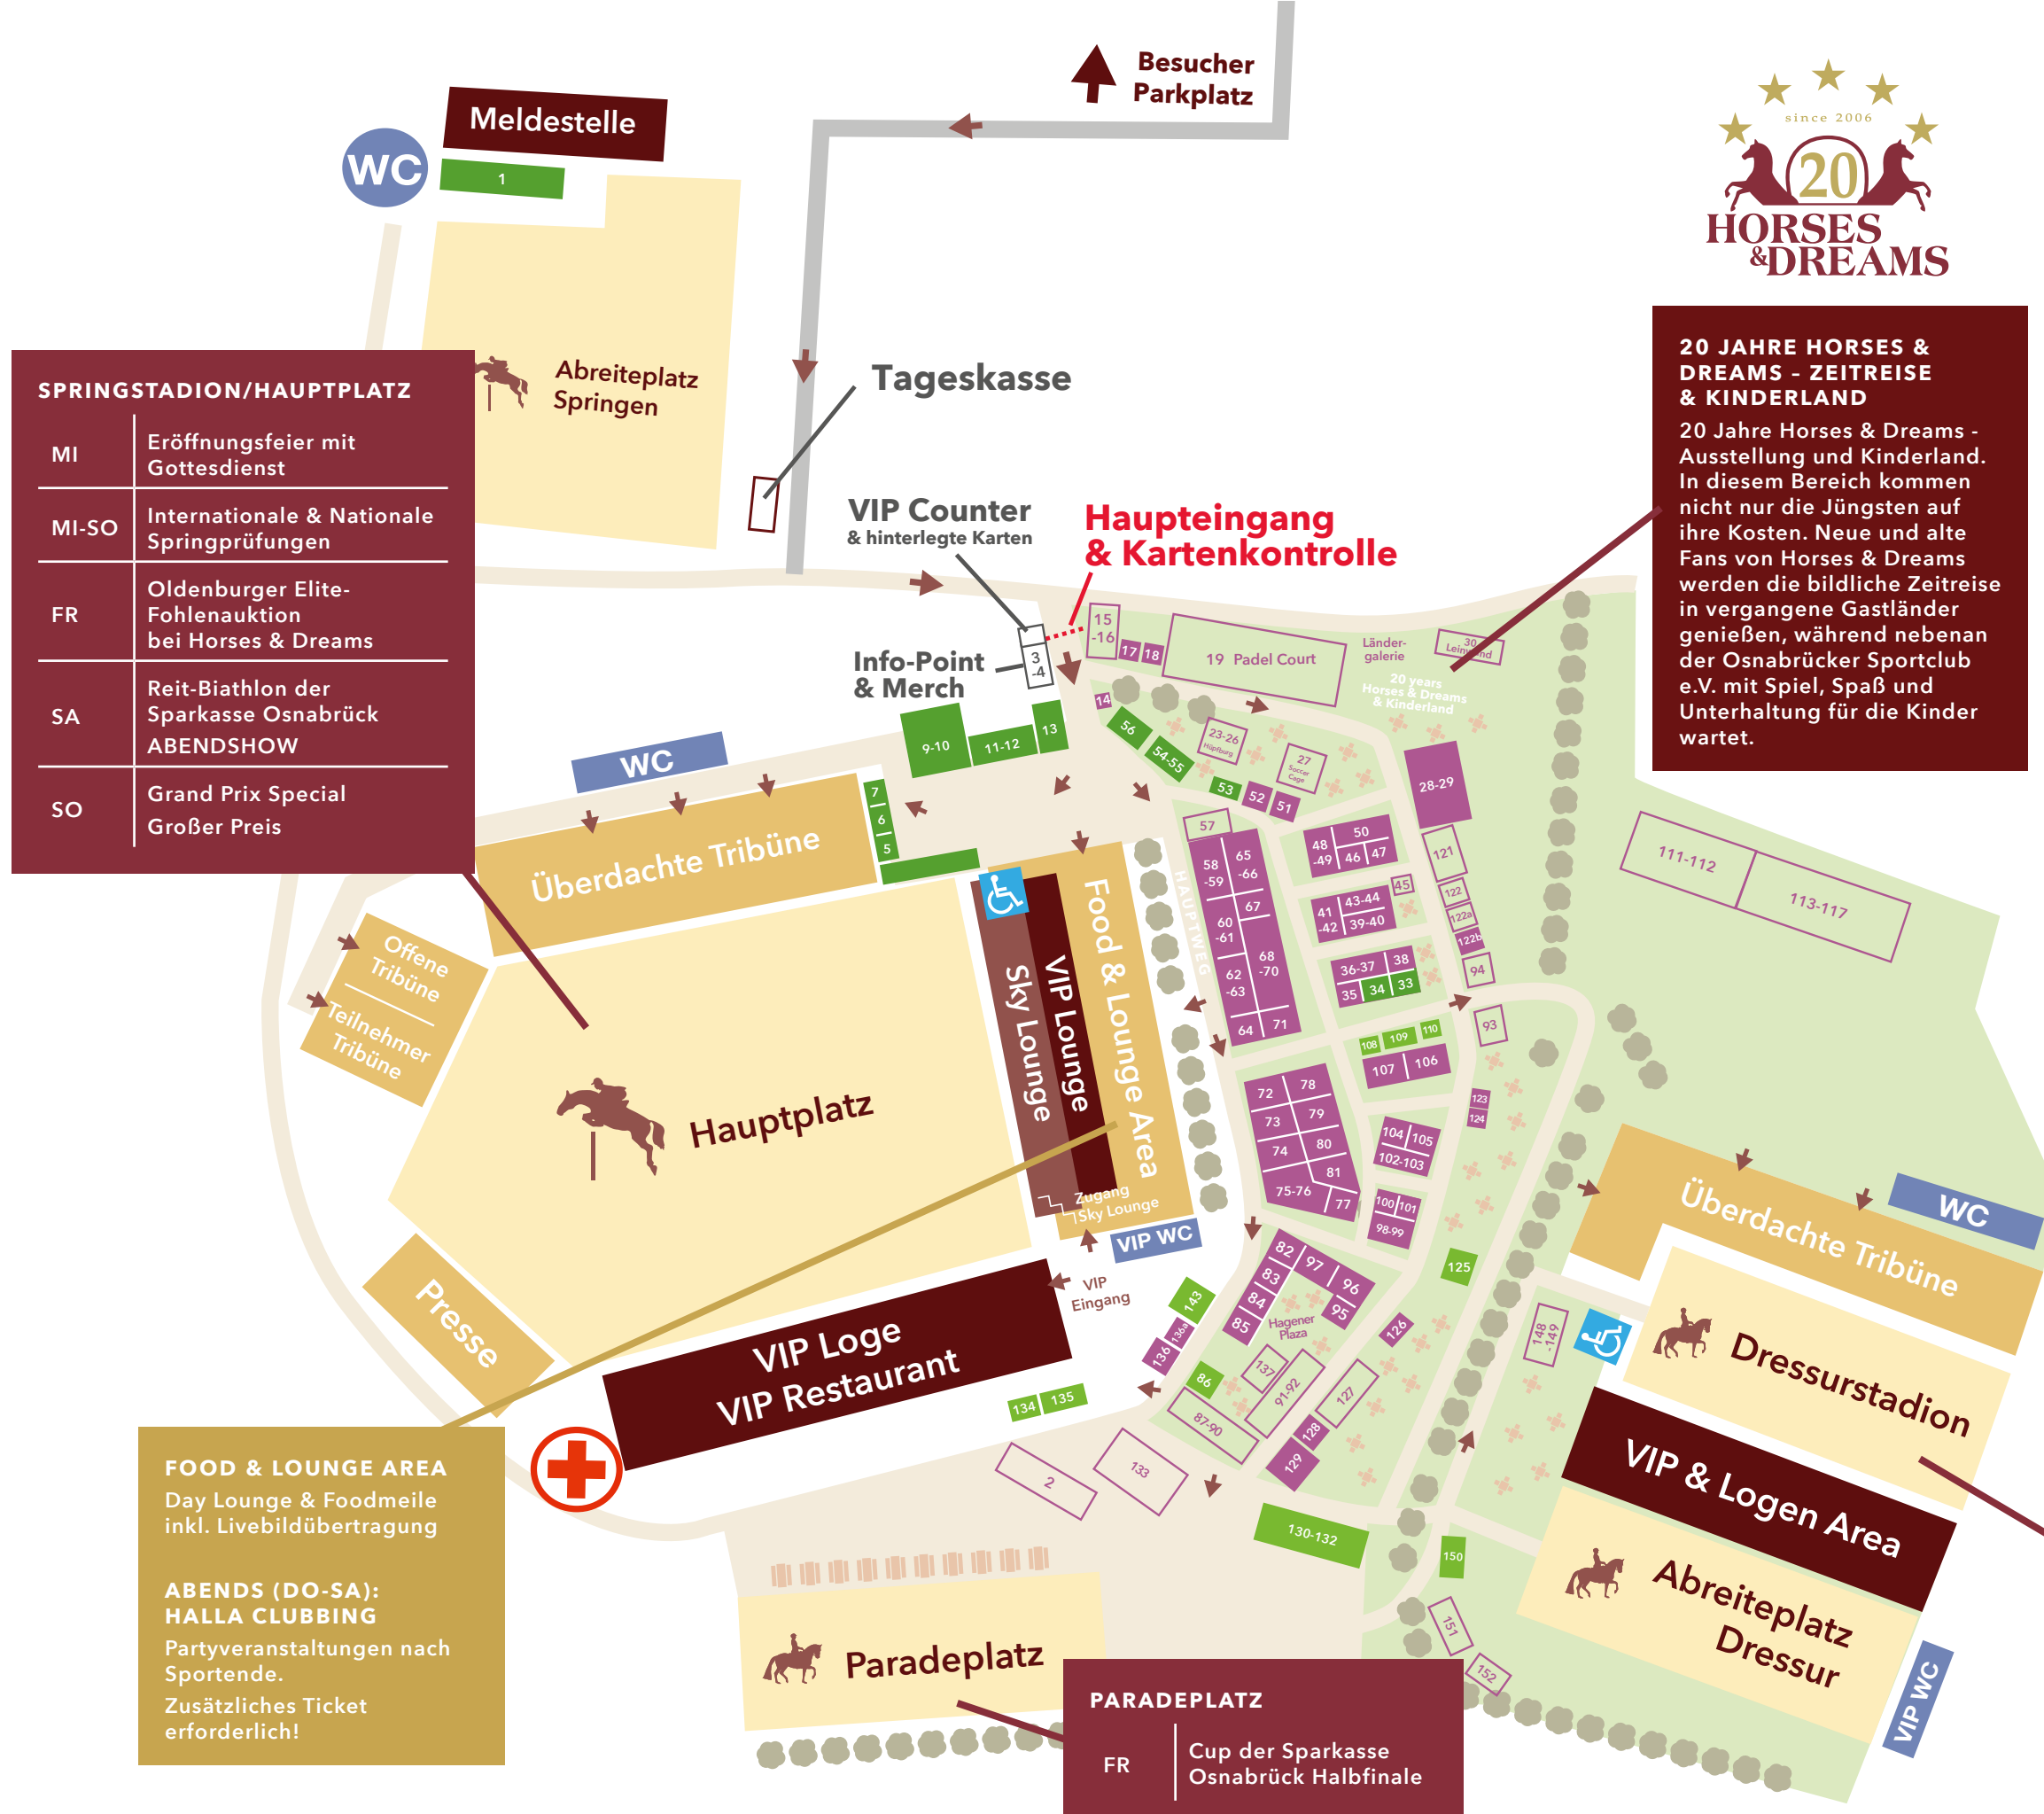 Besucher
Parkplatz
since 2006
20
HORSES
&DREAMS
Meldestelle
WC
1
Abreiteplatz
Springen
Tageskasse
SPRINGSTADION/HAUPTPLATZ
MI
Eröffnungsfeier mit
Gottesdienst
MI-SO
Internationale & Nationale
Springprüfungen
FR
Oldenburger Elite-
Fohlenauktion
bei Horses & Dreams
SA
Reit-Biathlon der
Sparkasse Osnabrück
ABENDSHOW
SO
Grand Prix Special
Großer Preis
20 JAHRE HORSES &
DREAMS – ZEITREISE
& KINDERLAND
20 Jahre Horses & Dreams -
Ausstellung und Kinderland.
In diesem Bereich kommen
nicht nur die Jüngsten auf
ihre Kosten. Neue und alte
Fans von Horses & Dreams
werden die bildliche Zeitreise
in vergangene Gastländer
genießen, während nebenan
der Osnabrücker Sportclub
e.V. mit Spiel, Spaß und
Unterhaltung für die Kinder
wartet.
VIP Counter
& hinterlegte Karten
Haupteingang
& Kartenkontrolle
Info-Point
& Merch
3
-4
15
-16
17
18
19 Padel Court
Länder-
galerie
30
Leinwand
20 years
Horses & Dreams
& Kinderland
14
56
54-55
53
52
51
23-26
Hüpfburg
27
Soccer
Cage
28-29
9-10
11-12
13
WC
7
6
5
Überdachte Tribüne
Offene
Tribüne
Teilnehmer
Tribüne
Hauptplatz
Sky Lounge
VIP Lounge
Food & Lounge Area
Zugang
Sky Lounge
VIP WC
VIP
Eingang
HAUPTWEG
57
58
-59
65
-66
60
-61
67
62
-63
68
-70
64
71
48
-49
50
46
47
45
41
-42
43-44
39-40
36-37
38
35
34
33
121
122
122a
122b
94
93
111-112
113-117
108
109
110
107
106
72
78
73
79
74
80
81
75-76
77
123
124
104
105
102-103
100
101
98-99
125
82
97
96
83
84
95
85
Hagener
Plaza
126
143
136a
136
86
137
91-92
87-90
127
128
129
130-132
133
2
134
135
Presse
VIP Loge
VIP Restaurant
Überdachte Tribüne
WC
148
-149
Dressurstadion
VIP & Logen Area
Abreiteplatz
Dressur
VIP WC
150
151
152
FOOD & LOUNGE AREA
Day Lounge & Foodmeile
inkl. Livebildübertragung
ABENDS (DO-SA):
HALLA CLUBBING
Partyveranstaltungen nach
Sportende.
Zusätzliches Ticket
erforderlich!
Paradeplatz
PARADEPLATZ
FR
Cup der Sparkasse
Osnabrück Halbfinale